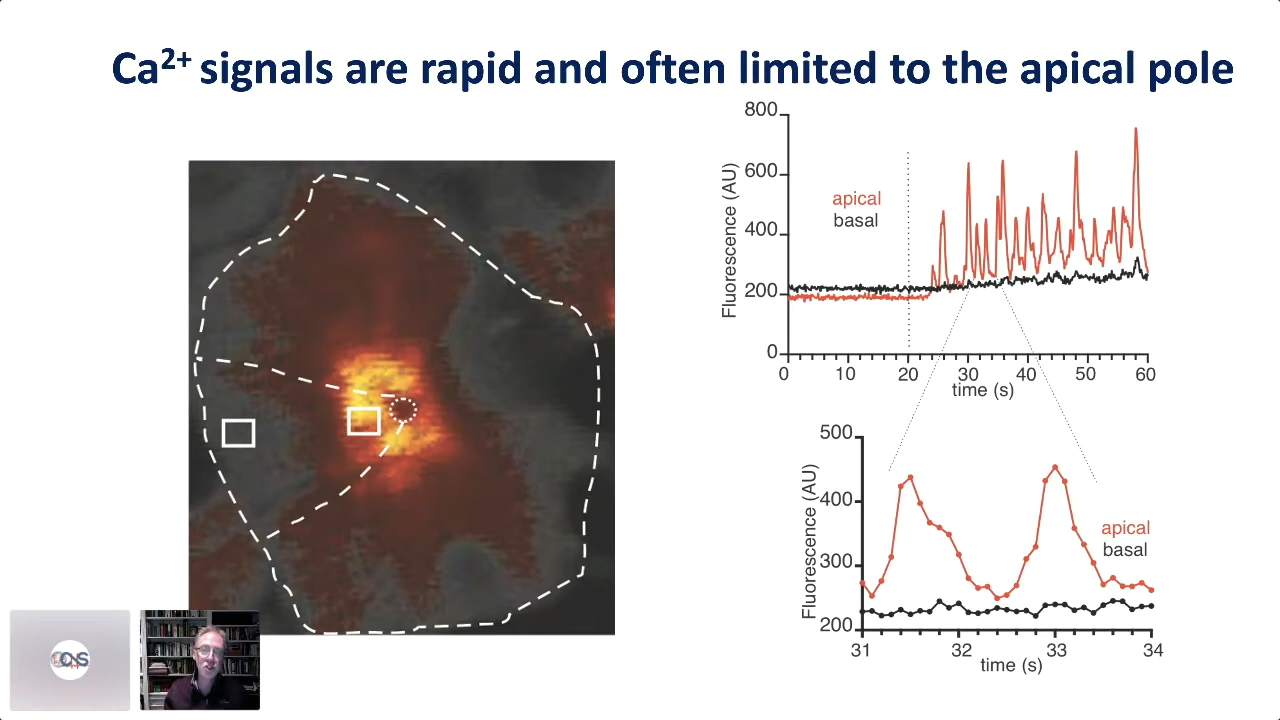 Ca²⁺ signals are rapid and often limited to the apical pole
800
600
400
200
0
Fluorescence (AU)
apical
basal
0 10 20 30 40 50 60
time (s)
500
400
300
200
Fluorescence (AU)
apical
basal
31 32 33 34
time (s)